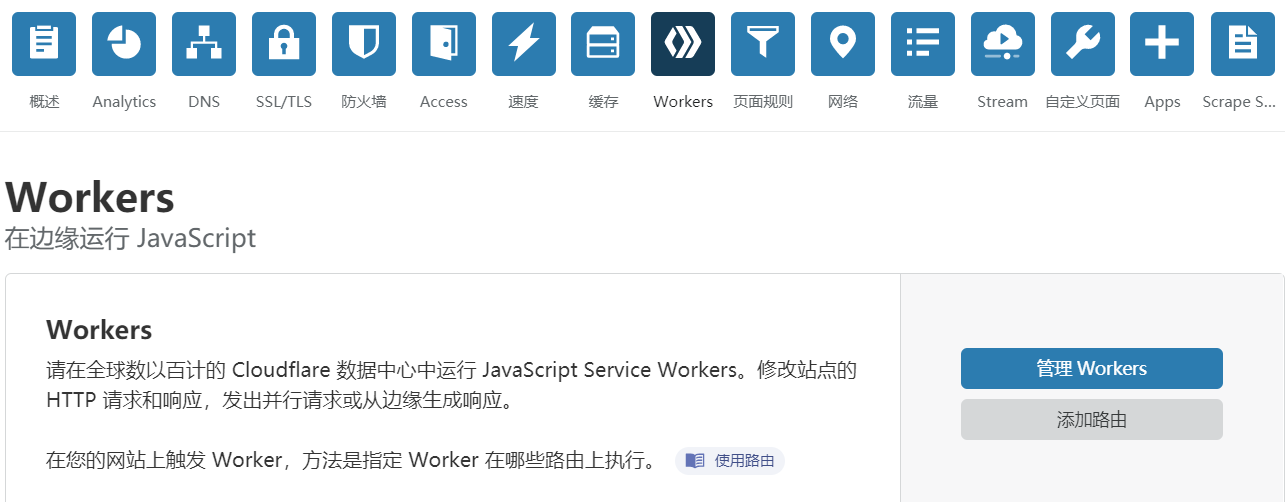 概述 Analytics DNS SSL/TLS 防火墙 Access 速度 缓存 Workers 页面规则 网络 流量 Stream 自定义页面 Apps Scrape S...
Workers
在边缘运行 JavaScript
Workers
请在全球数以百计的 Cloudflare 数据中心中运行 JavaScript Service Workers。修改站点的
HTTP 请求和响应，发出并行请求或从边缘生成响应。
在您的网站上触发 Worker，方法是指定 Worker 在哪些路由上执行。 使用路由
管理 Workers
添加路由